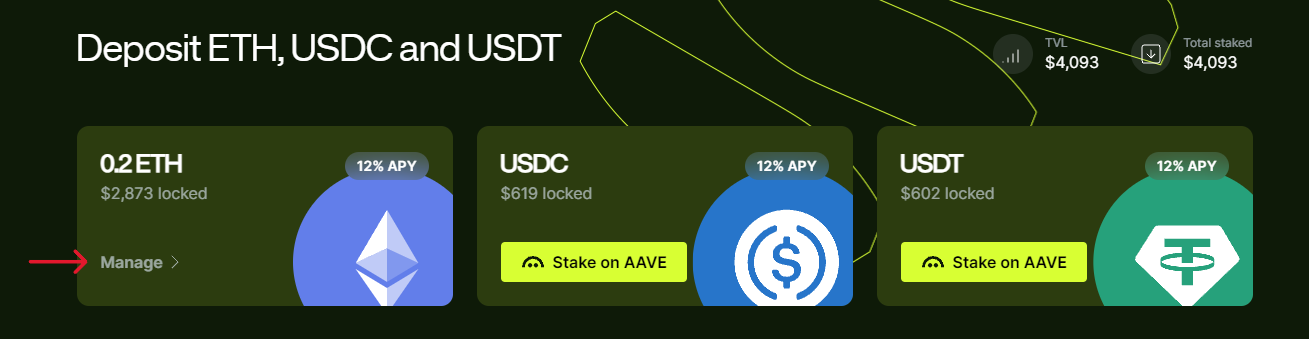 Deposit ETH, USDC and USDT
TVL
$4,093
Total staked
$4,093
0.2 ETH
12% APY
$2,873 locked
Manage
USDC
12% APY
$619 locked
Stake on AAVE
USDT
12% APY
$602 locked
Stake on AAVE